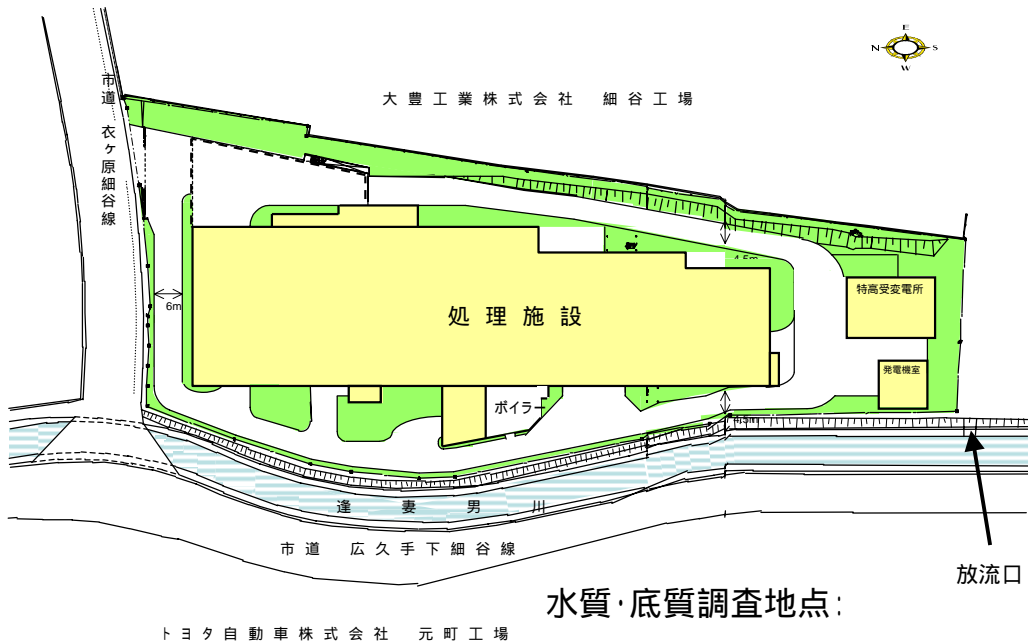 E
N S
W
大豊工業株式会社 細谷工場
市道 衣ヶ原細谷線
6m
4.5m
特高受変電所
処理施設
発電機室
ボイラー
4.5m
逢妻男川
市道 広久手下細谷線
放流口
水質・底質調査地点:
トヨタ自動車株式会社 元町工場